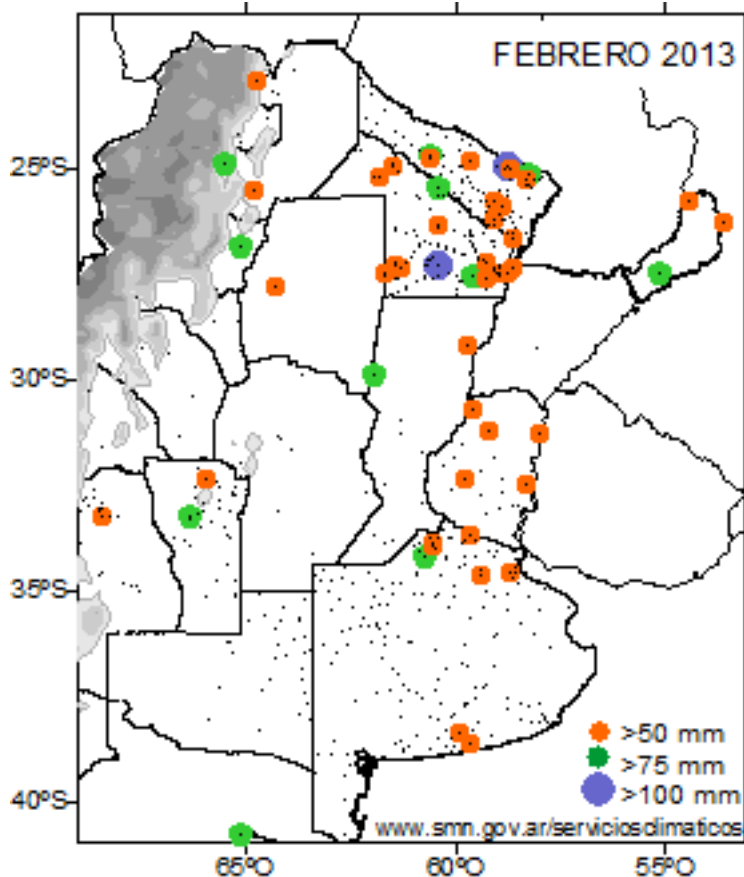 FEBRERO 2013
25ºS
30ºS
35ºS
40ºS
>50 mm
>75 mm
>100 mm
www.smn.gov.ar/serviciosclimaticos
65ºO
60ºO
55ºO